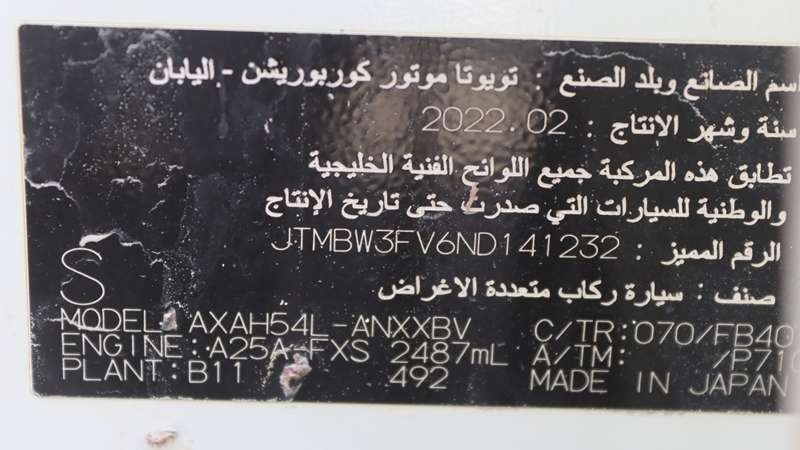 اسم الصانع وبلد الصنع : تويوتا موتور كوربوريشن - اليابان
سنة وشهر الانتاج : 2022.02
تطابق هذه المركبة جميع اللوائح الفنية الخليجية
والوطنية للسيارات التي صدرت حتى تاريخ الإنتاج
الرقم المميز : JTMBW3FV6ND141232
صنف : سيارة ركاب متعددة الاغراض
S
MODEL: AXAH54L-ANXXBV C/TR: 070/FB40
ENGINE: A25A-FXS 2487mL A/TM: /P710
PLANT: B11 492 MADE IN JAPAN